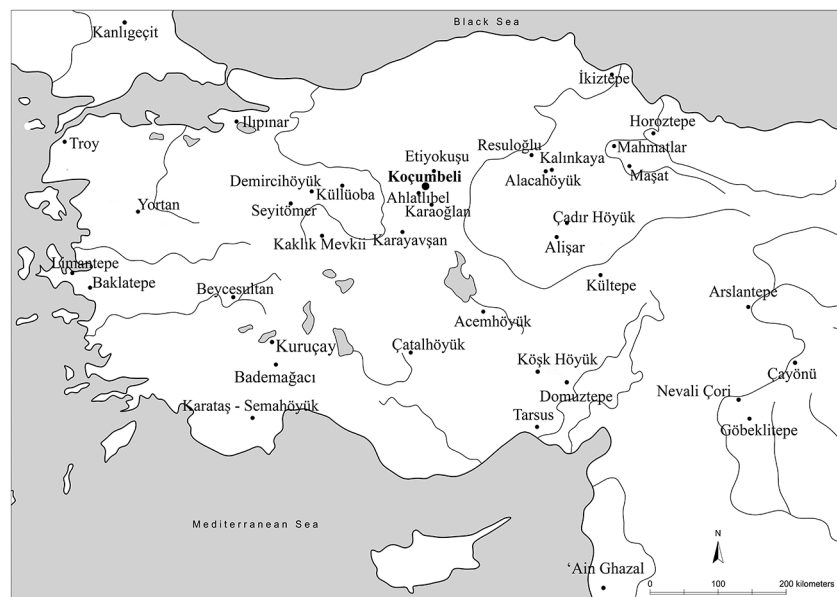 Black Sea
Kanlıgeçit
İkiztepe
Ilıpınar
Horoztepe
Troy
Resuloğlu
Mahmatlar
Etiyokuşu
Kalınkaya
Koçumbeli
Maşat
Demircihöyük
Alacahöyük
Küllüoba
Ahlatlıbel
Yortan
Seyitömer
Karaoğlan
Çadır Höyük
Kaklık Mevkii
Karayavşan
Alişar
Limantepe
Baklatepe
Beycesultan
Kültepe
Arslantepe
Acemhöyük
Kuruçay
Çatalhöyük
Köşk Höyük
Çayönü
Bademağacı
Domuztepe
Nevali Çori
Karataş - Semahöyük
Tarsus
Göbeklitepe
Mediterranean Sea
N
‘Ain Ghazal
0 100 200 kilometers